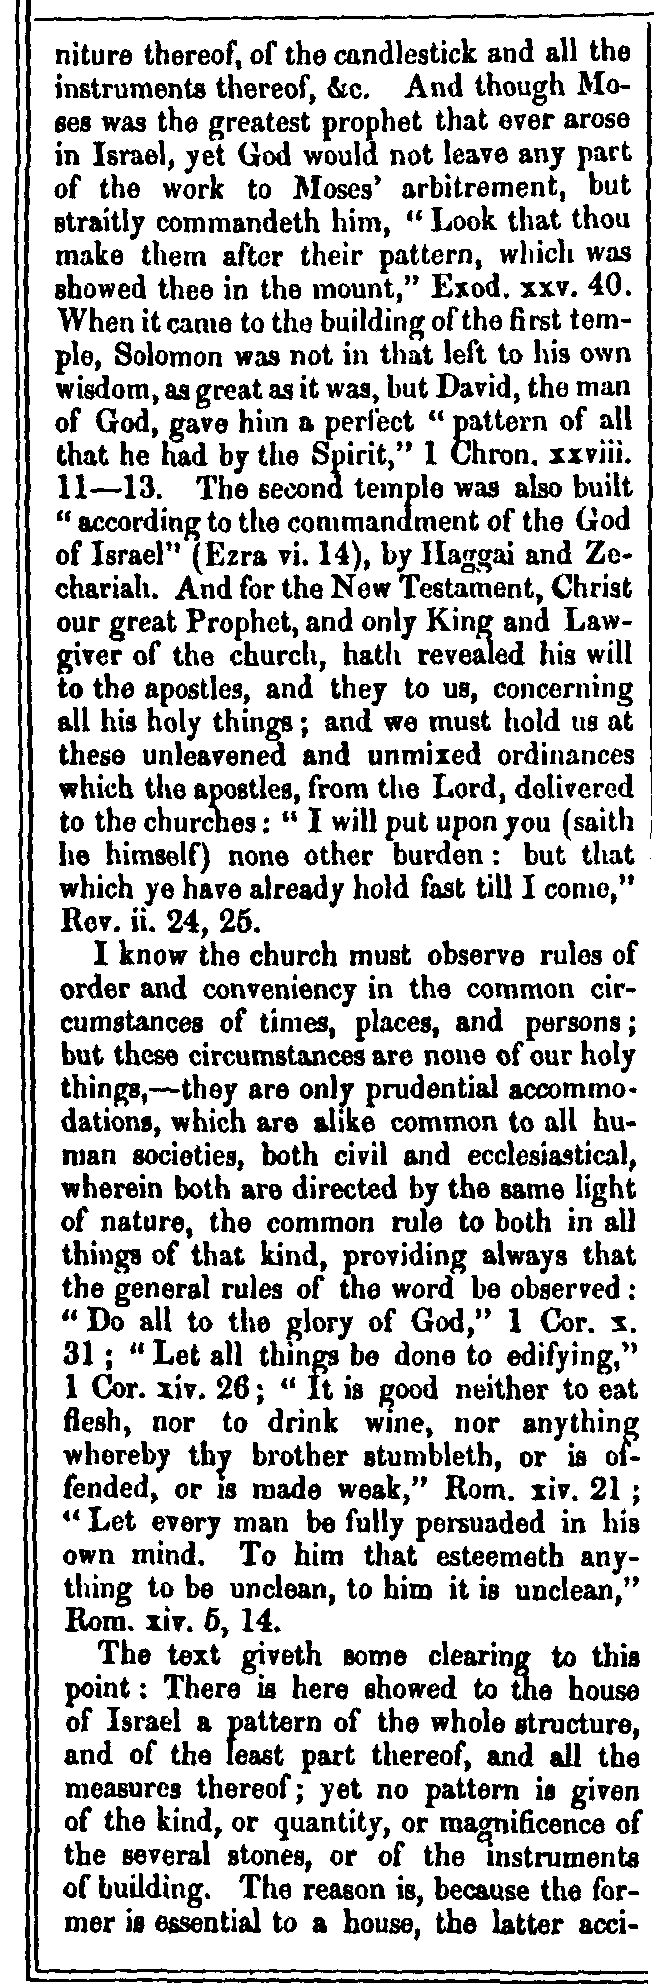 niture thereof, of the candlestick and all the
instruments thereof, &c. And though Mo-
ses was the greatest prophet that ever arose
in Israel, yet God would not leave any part
of the work to Moses' arbitrement, but
straitly commandeth him, “Look that thou
make them after their pattern, which was
showed thee in the mount,” Exod. xxv. 40.
When it came to the building of the first tem-
ple, Solomon was not in that left to his own
wisdom, as great as it was, but David, the man
of God, gave him a perfect “pattern of all
that he had by the Spirit,” 1 Chron. xxviii.
11—13. The second temple was also built
“according to the commandment of the God
of Israel” (Ezra vi. 14), by Haggai and Ze-
chariah. And for the New Testament, Christ
our great Prophet, and only King and Law-
giver of the church, hath revealed his will
to the apostles, and they to us, concerning
all his holy things; and we must hold us at
these unleavened and unmixed ordinances
which the apostles, from the Lord, delivered
to the churches: “I will put upon you (saith
he himself) none other burden: but that
which ye have already hold fast till I come,”
Rev. ii. 24, 25.
I know the church must observe rules of
order and conveniency in the common cir-
cumstances of times, places, and persons;
but these circumstances are none of our holy
things,—they are only prudential accommo-
dations, which are alike common to all hu-
man societies, both civil and ecclesiastical,
wherein both are directed by the same light
of nature, the common rule to both in all
things of that kind, providing always that
the general rules of the word be observed:
“Do all to the glory of God,” 1 Cor. x.
31; “Let all things be done to edifying,”
1 Cor. xiv. 26; “It is good neither to eat
flesh, nor to drink wine, nor anything
whereby thy brother stumbleth, or is of-
fended, or is made weak,” Rom. xiv. 21;
“Let every man be fully persuaded in his
own mind. To him that esteemeth any-
thing to be unclean, to him it is unclean,”
Rom. xiv. 5, 14.
The text giveth some clearing to this
point: There is here showed to the house
of Israel a pattern of the whole structure,
and of the least part thereof, and all the
measures thereof; yet no pattern is given
of the kind, or quantity, or magnificence of
the several stones, or of the instruments
of building. The reason is, because the for-
mer is essential to a house, the latter acci-